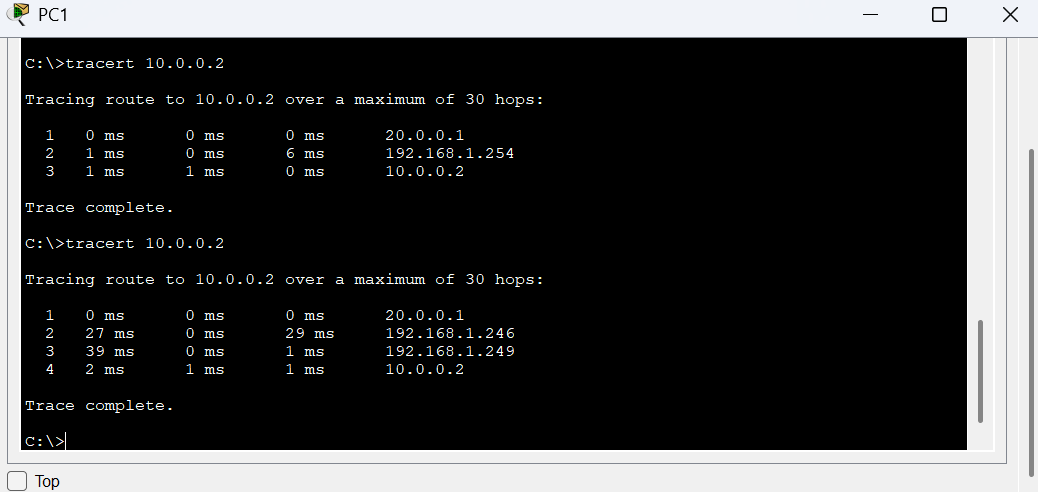 PC1
C:\>tracert 10.0.0.2
Tracing route to 10.0.0.2 over a maximum of 30 hops:
1 0 ms 0 ms 0 ms 20.0.0.1
2 1 ms 0 ms 6 ms 192.168.1.254
3 1 ms 1 ms 0 ms 10.0.0.2
Trace complete.
C:\>tracert 10.0.0.2
Tracing route to 10.0.0.2 over a maximum of 30 hops:
1 0 ms 0 ms 0 ms 20.0.0.1
2 27 ms 0 ms 29 ms 192.168.1.246
3 39 ms 0 ms 1 ms 192.168.1.249
4 2 ms 1 ms 1 ms 10.0.0.2
Trace complete.
C:\>
Top